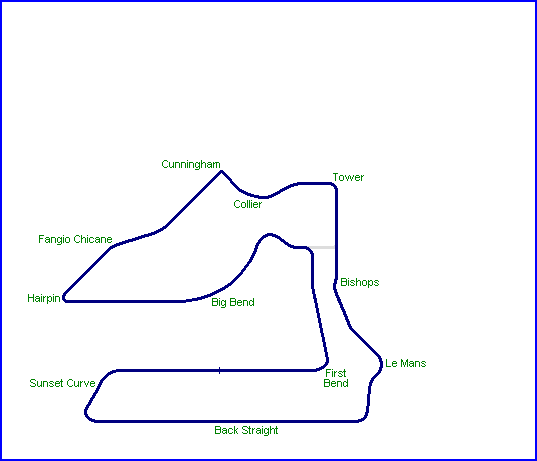 Cunningham
Tower
Collier
Fangio Chicane
Bishops
Hairpin
Big Bend
Le Mans
First
Bend
Sunset Curve
Back Straight